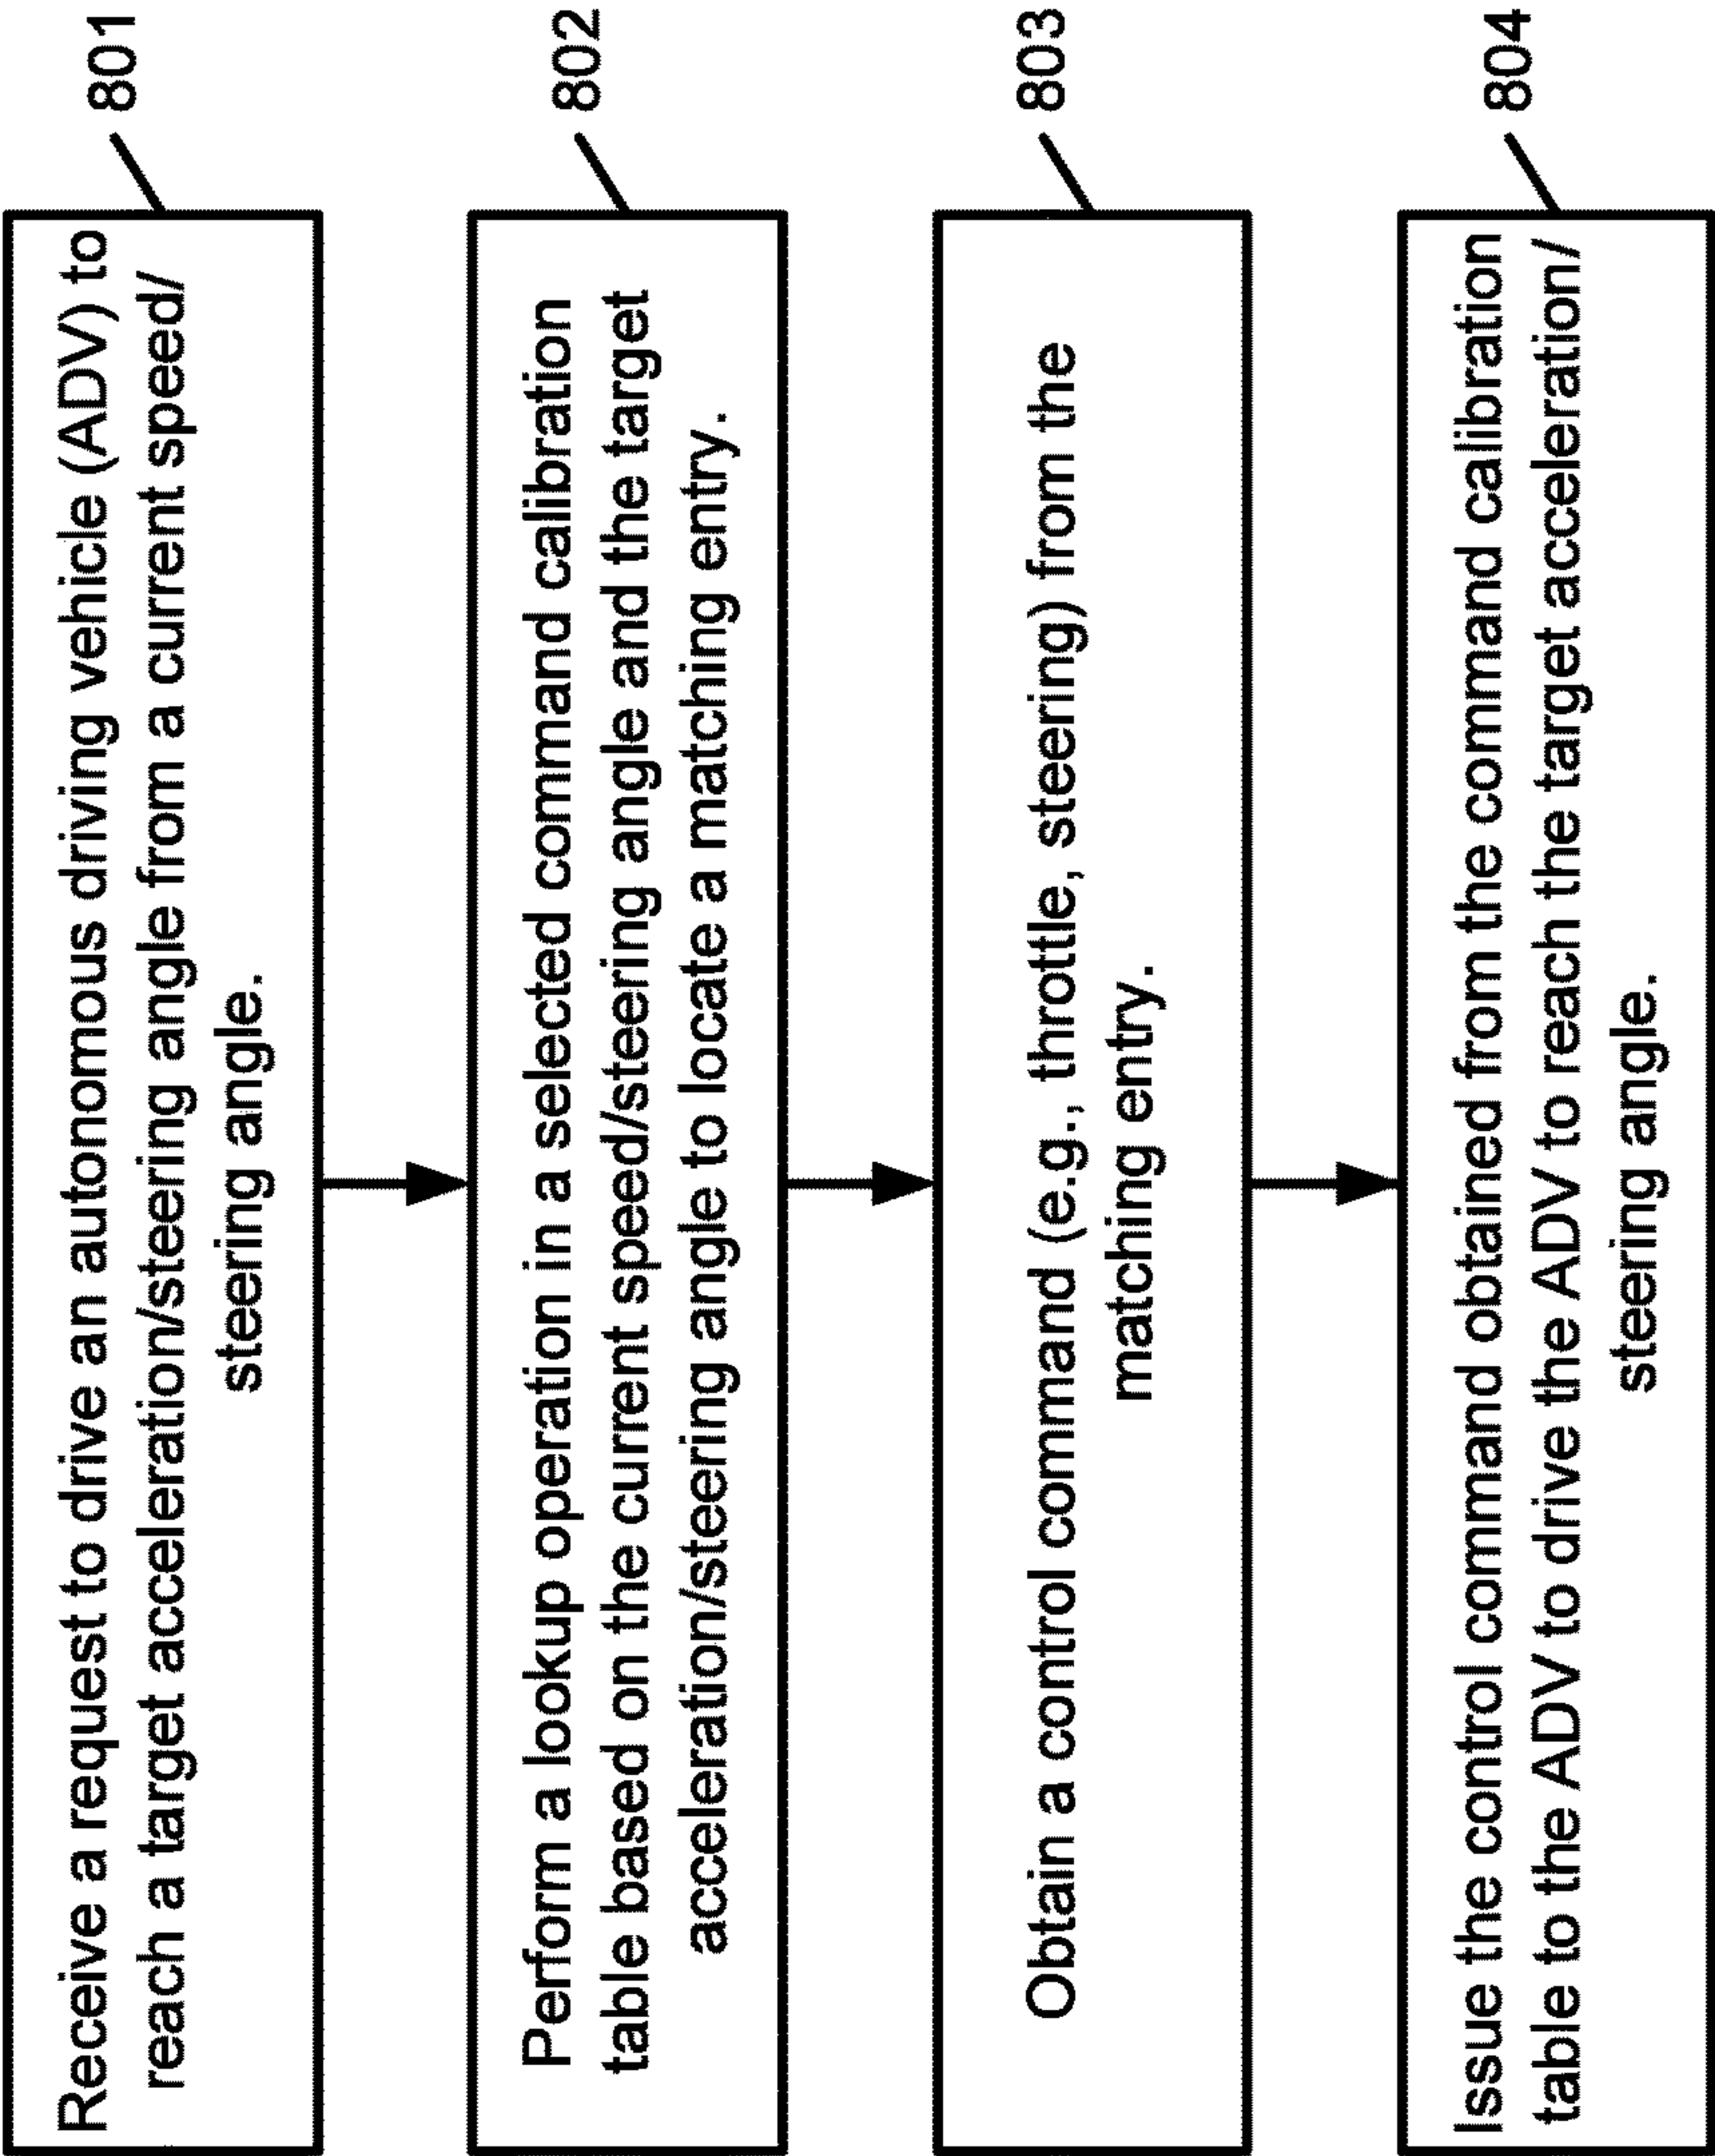 801
Receive a request to drive an autonomous driving vehicle (ADV) to
reach a target acceleration/steering angle from a current speed/
steering angle.
802
Perform a lookup operation in a selected command calibration
table based on the current speed/steering angle and the target
acceleration/steering angle to locate a matching entry.
803
Obtain a control command (e.g., throttle, steering) from the
matching entry.
804
Issue the control command obtained from the command calibration
table to the ADV to drive the ADV to reach the target acceleration/
steering angle.